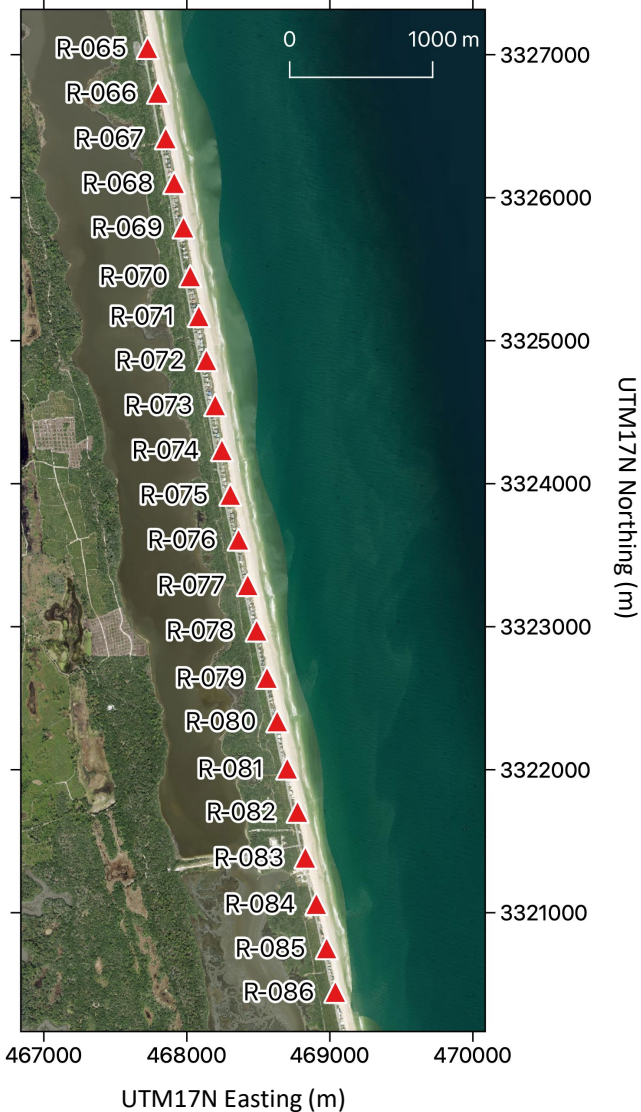 0 1000 m
R-065
3327000
R-066
R-067
R-068
3326000
R-069
R-070
R-071
3325000
R-072
R-073
R-074
3324000
R-075
R-076
R-077
R-078
3323000
R-079
R-080
R-081
3322000
R-082
R-083
R-084
3321000
R-085
R-086
467000 468000 469000 470000
UTM17N Easting (m)
UTM17N Northing (m)